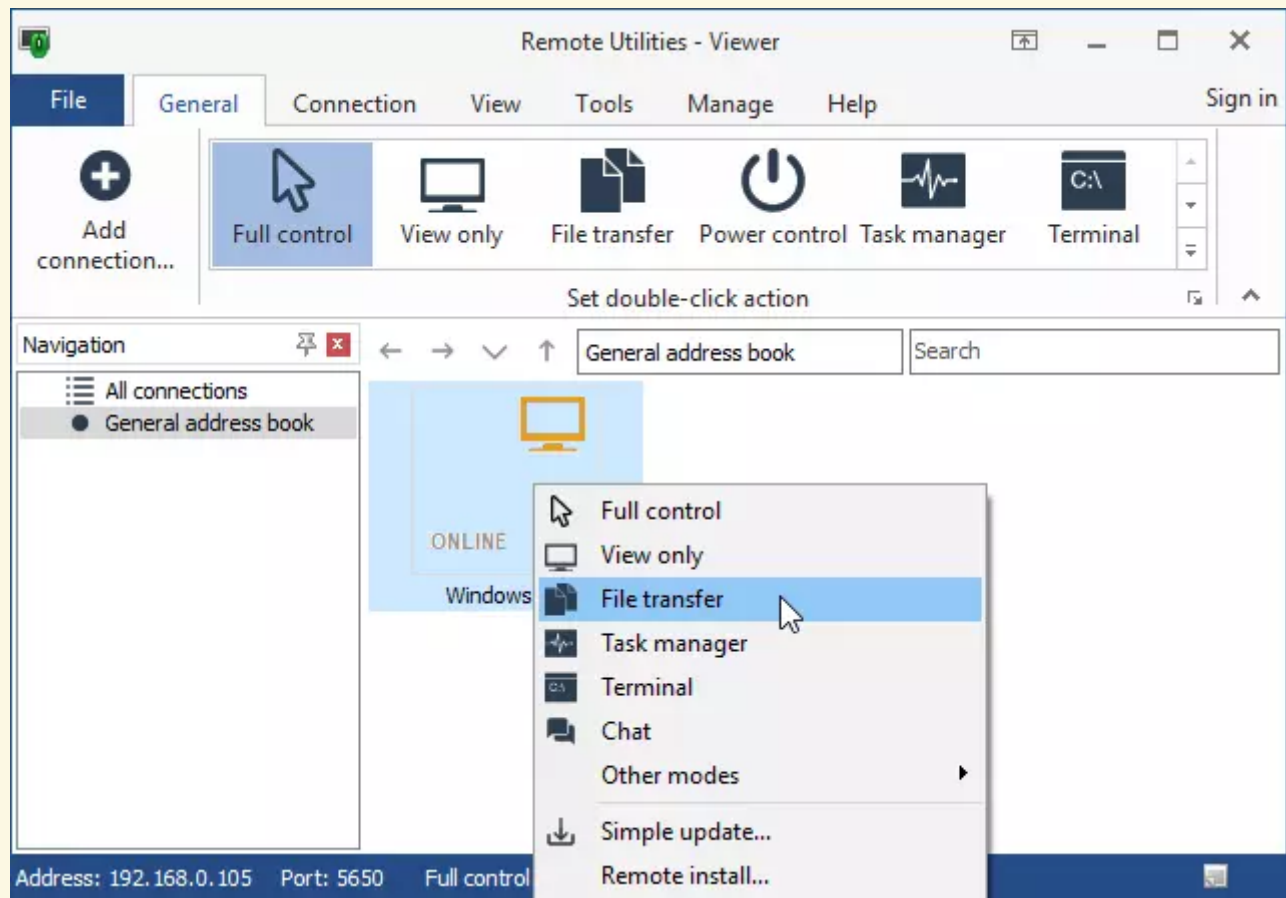 Remote Utilities - Viewer
File General Connection View Tools Manage Help Sign in
Add connection...
Full control
View only
File transfer
Power control
Task manager
C:\
Terminal
Set double-click action
Navigation
General address book
Search
All connections
General address book
ONLINE
Windows
Full control
View only
File transfer
Task manager
Terminal
Chat
Other modes
Simple update...
Remote install...
Address: 192.168.0.105 Port: 5650 Full control